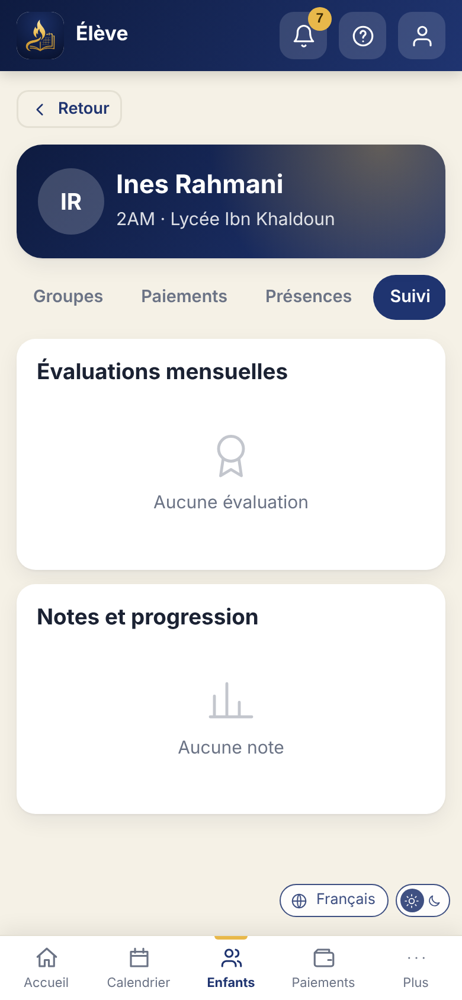 Élève
7
Retour
IR
Ines Rahmani
2AM · Lycée Ibn Khaldoun
Groupes
Paiements
Présences
Suivi
Évaluations mensuelles
Aucune évaluation
Notes et progression
Aucune note
Français
Accueil
Calendrier
Enfants
Paiements
Plus